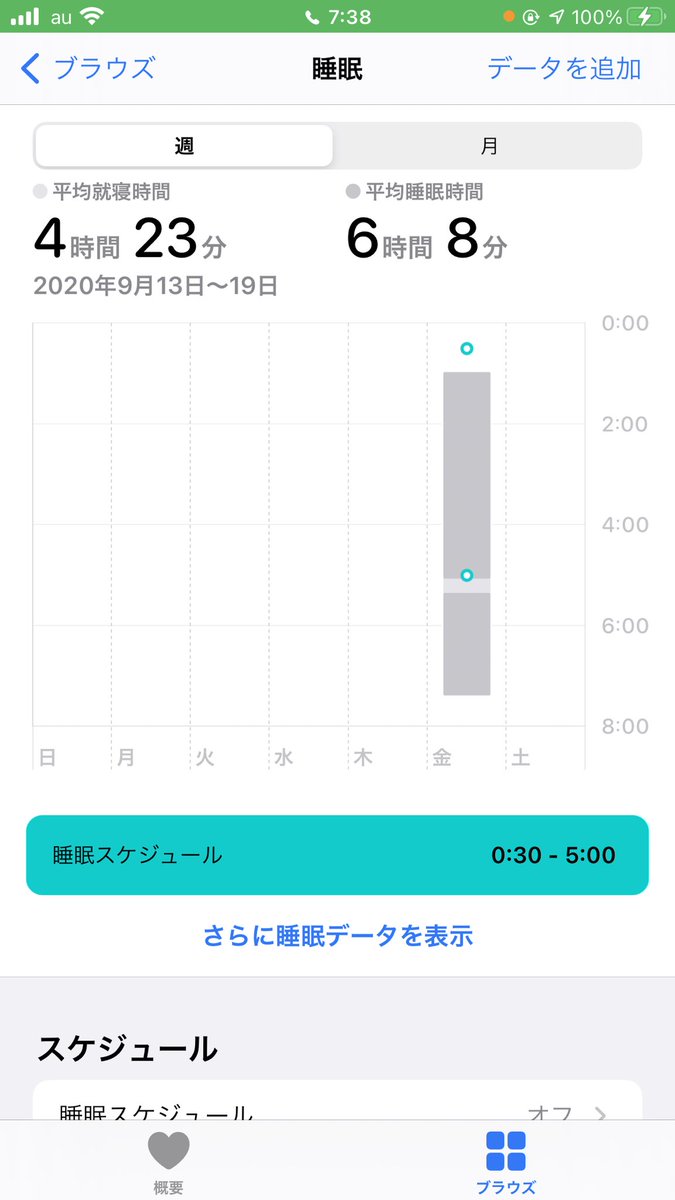 au 7:38 100%
ブラウズ 睡眠 データを追加
週 月
平均就寝時間 平均睡眠時間
4時間 23分 6時間 8分
2020年9月13日〜19日
0:00
2:00
4:00
6:00
8:00
日 月 火 水 木 金 土
睡眠スケジュール 0:30 - 5:00
さらに睡眠データを表示
スケジュール
睡眠スケジュール オフ
概要 ブラウズ